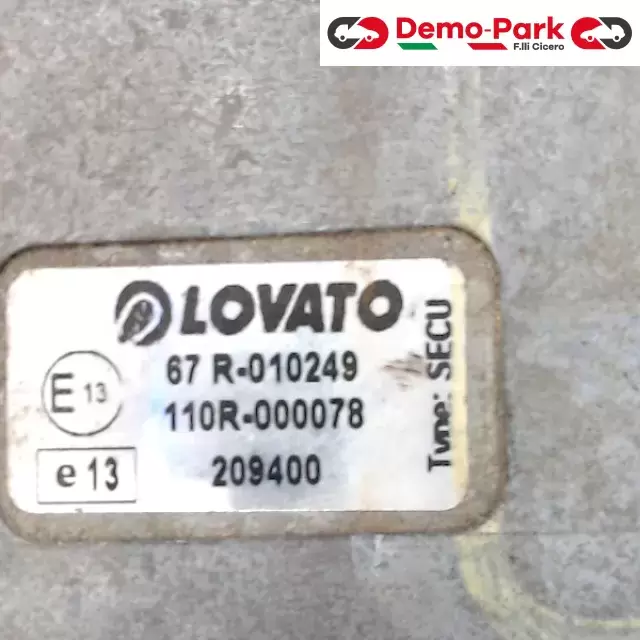 Demo-Park
F.lli Cicero
LOVATO
67 R-010249
E 13
110R-000078
e 13
209400
Type: SECU